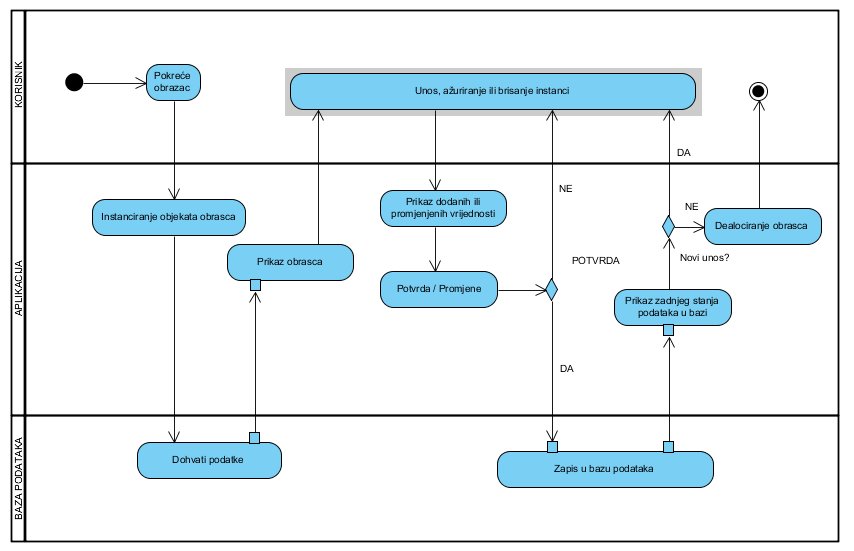 KORISNIK
Pokreće
obrazac
Unos, ažuriranje ili brisanje instanci
DA
NE
APLIKACIJA
Instanciranje objekata obrasca
Prikaz obrasca
Prikaz dodanih ili
promjenjenih vrijednosti
Potvrda / Promjene
POTVRDA
DA
NE
Dealociranje obrasca
Novi unos?
Prikaz zadnjeg stanja
podataka u bazi
BAZA PODATAKA
Dohvati podatke
Zapis u bazu podataka